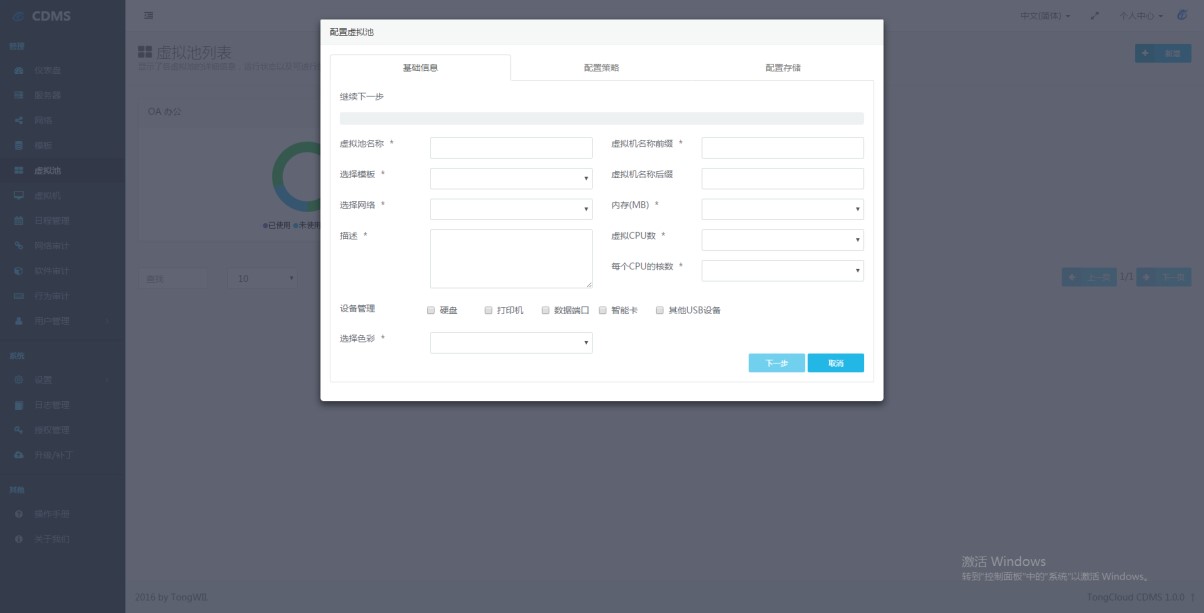 CDMS
中文(简体)
个人中心
管理
仪表盘
服务器
网络
模板
虚拟池
虚拟机
日程管理
网络审计
软件审计
行为审计
用户管理
系统
设置
日志管理
授权管理
升级/补丁
帮助
操作手册
关于我们
虚拟池列表
OA 办公
已使用 未使用
10
上一页 1/1 下一页
配置虚拟池
基础信息 配置策略 配置存储
继续下一步
虚拟池名称 * 虚拟机名称前缀 *
选择模板 * 虚拟机名称后缀
选择网络 * 内存(MB) *
描述 * 虚拟CPU数 *
每个CPU的核数 *
设备管理 硬盘 打印机 数据端口 智能卡 其他USB设备
选择色彩 *
下一步 取消
激活 Windows
转到"控制面板"中的"系统"以激活 Windows。
2016 by TongWII.
TongCloud CDMS 1.0.0